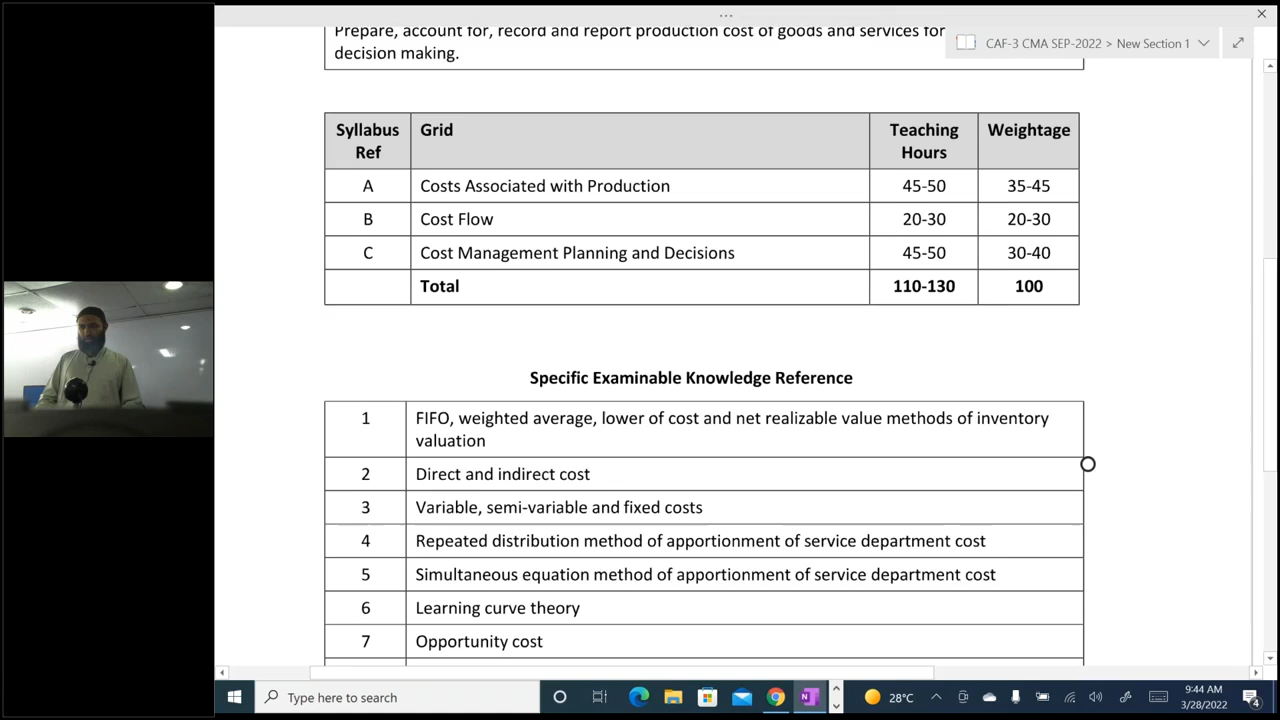 ...
Prepare, account for, record and report production cost of goods and services for
decision making.
CAF-3 CMA SEP-2022 > New Section 1
Syllabus Ref Grid Teaching Hours Weightage
A Costs Associated with Production 45-50 35-45
B Cost Flow 20-30 20-30
C Cost Management Planning and Decisions 45-50 30-40
Total 110-130 100
Specific Examinable Knowledge Reference
1 FIFO, weighted average, lower of cost and net realizable value methods of inventory
valuation
2 Direct and indirect cost
3 Variable, semi-variable and fixed costs
4 Repeated distribution method of apportionment of service department cost
5 Simultaneous equation method of apportionment of service department cost
6 Learning curve theory
7 Opportunity cost
Type here to search
28°C
9:44 AM
3/28/2022
4